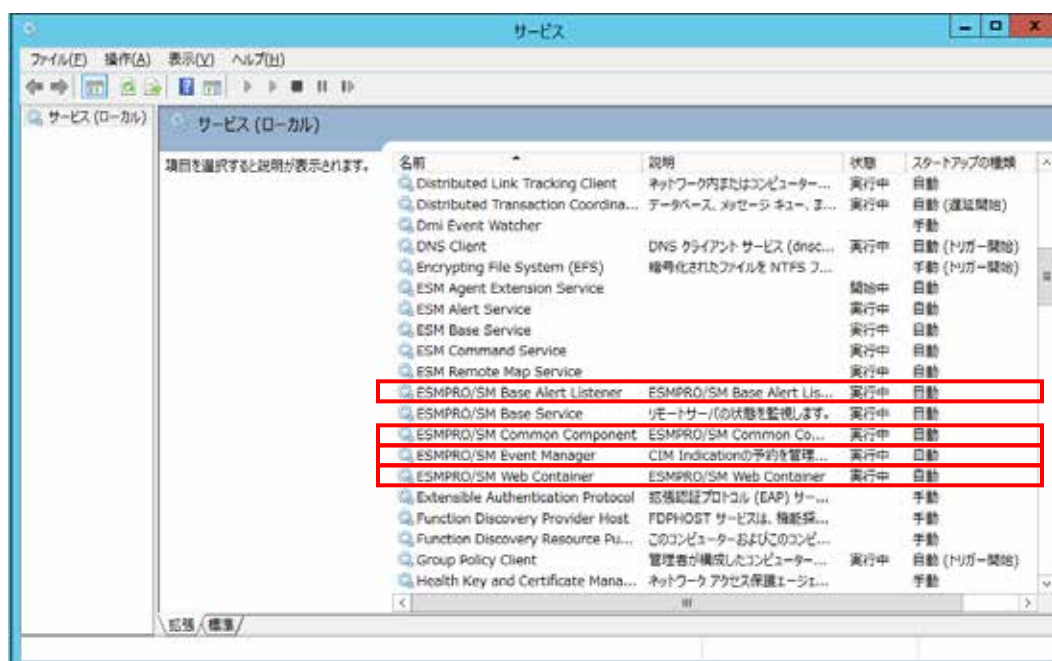 サービス
ファイル(F) 操作(A) 表示(V) ヘルプ(H)
サービス (ローカル)
サービス (ローカル)
項目を選択すると説明が表示されます。
名前 説明 状態 スタートアップの種類
Distributed Link Tracking Client ネットワーク内またはコンピューター... 実行中 自動
Distributed Transaction Coordina... データベース、メッセージ キュー、ま... 実行中 自動 (遅延開始)
Dmi Event Watcher 手動
DNS Client DNS クライアント サービス (dnsc... 実行中 自動 (トリガー開始)
Encrypting File System (EFS) 暗号化されたファイルを NTFS フ... 手動 (トリガー開始)
ESM Agent Extension Service 開始中 自動
ESM Alert Service 実行中 自動
ESM Base Service 実行中 自動
ESM Command Service 実行中 自動
ESM Remote Map Service 実行中 自動
ESMPRO/SM Base Alert Listener ESMPRO/SM Base Alert Lis... 実行中 自動
ESMPRO/SM Base Service リモートサーバの状態を監視します。 実行中 自動
ESMPRO/SM Common Component ESMPRO/SM Common Co... 実行中 自動
ESMPRO/SM Event Manager CIM Indicationの予約を管理... 実行中 自動
ESMPRO/SM Web Container ESMPRO/SM Web Container 実行中 自動
Extensible Authentication Protocol 拡張認証プロトコル (EAP) サー... 手動
Function Discovery Provider Host FDPHOST サービスは、機能探... 手動
Function Discovery Resource Pu... このコンピューターおよびこのコンピ... 手動
Group Policy Client 管理者が構成したコンピューター... 実行中 自動 (トリガー開始)
Health Key and Certificate Mana... ネットワーク アクセス保護エージェ... 手動
拡張 標準